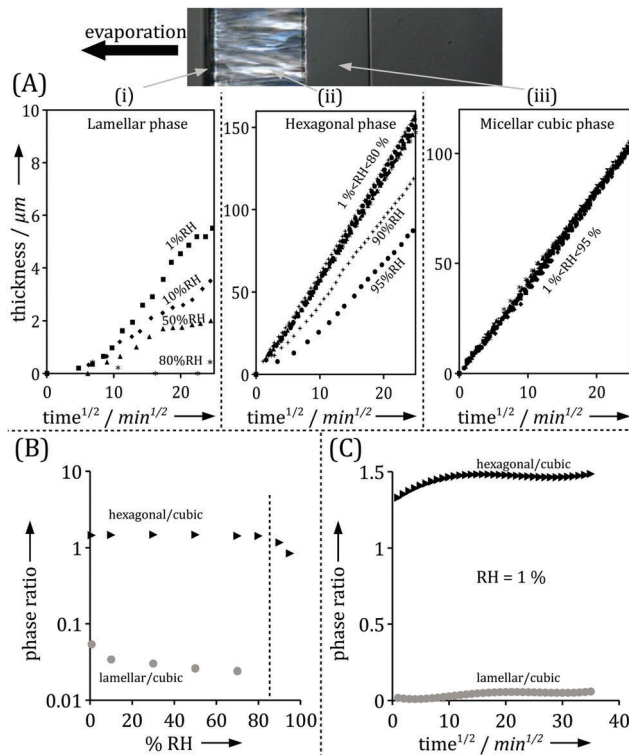 evaporation
(A)
(i)
(ii)
(iii)
thickness / µm
10
8
6
4
2
0
Lamellar phase
1%RH
10%RH
50%RH
80%RH
0
10
20
time1/2 / min1/2
150
100
50
0
Hexagonal phase
1 %<RH<80 %
90%RH
95%RH
0
10
20
time1/2 / min1/2
100
50
0
Micellar cubic phase
1 %<RH<95 %
0
10
20
time1/2 / min1/2
(B)
phase ratio
10
1
0.1
0.01
hexagonal/cubic
lamellar/cubic
0
20
40
60
80
100
% RH
(C)
phase ratio
1.5
1
0.5
0
hexagonal/cubic
RH = 1 %
lamellar/cubic
0
10
20
30
40
time1/2 / min1/2